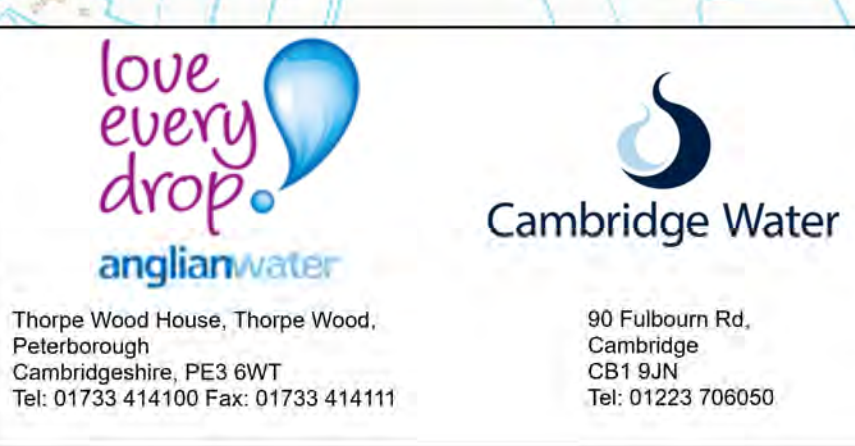 love
every
drop.
anglianwater
Thorpe Wood House, Thorpe Wood,
Peterborough
Cambridgeshire, PE3 6WT
Tel: 01733 414100 Fax: 01733 414111
Cambridge Water
90 Fulbourn Rd,
Cambridge
CB1 9JN
Tel: 01223 706050